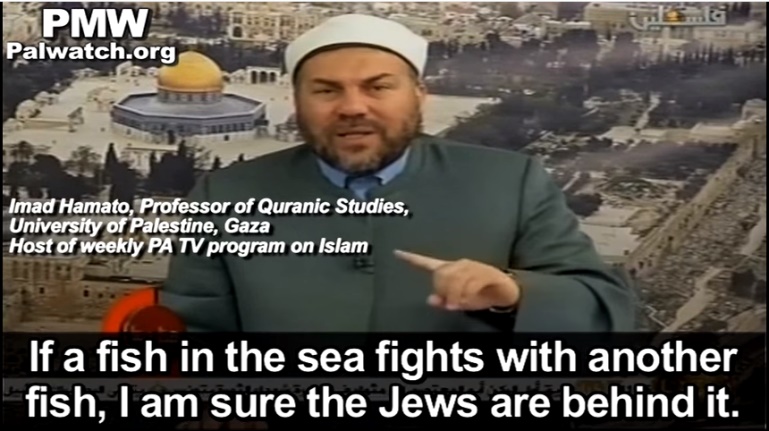 PMW
Palwatch.org
فلسطين
Imad Hamato, Professor of Quranic Studies,
University of Palestine, Gaza
Host of weekly PA TV program on Islam
If a fish in the sea fights with another
fish, I am sure the Jews are behind it.